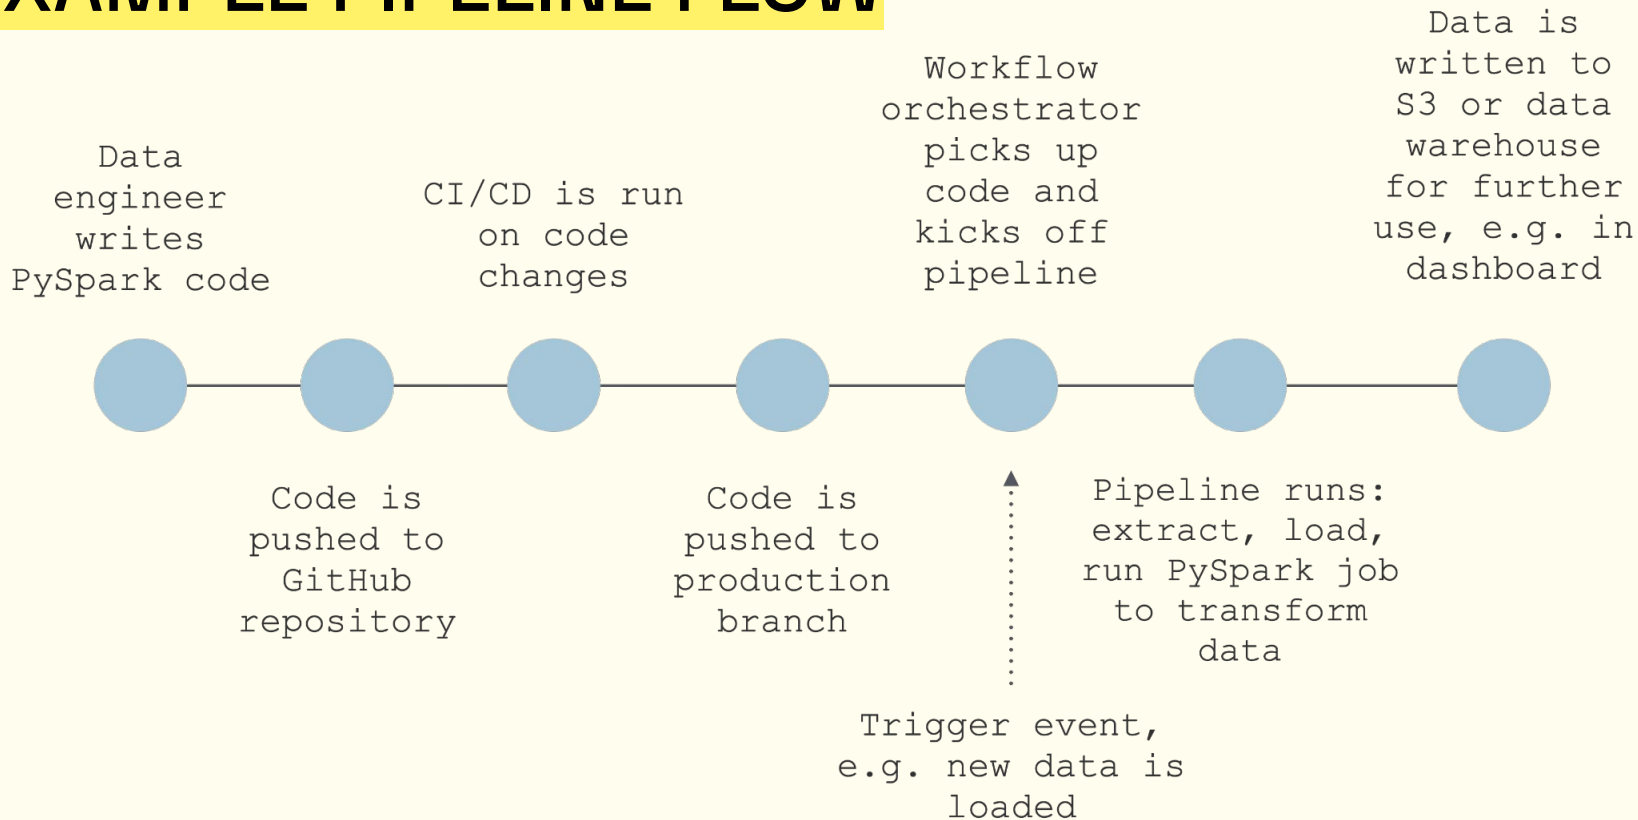 XAMPLE PIPELINE FLOW
Data
engineer
writes
PySpark code
Code is
pushed to
GitHub
repository
CI/CD is run
on code
changes
Code is
pushed to
production
branch
Workflow
orchestrator
picks up
code and
kicks off
pipeline
Trigger event,
e.g. new data is
loaded
Pipeline runs:
extract, load,
run PySpark job
to transform
data
Data is
written to
S3 or data
warehouse
for further
use, e.g. in
dashboard